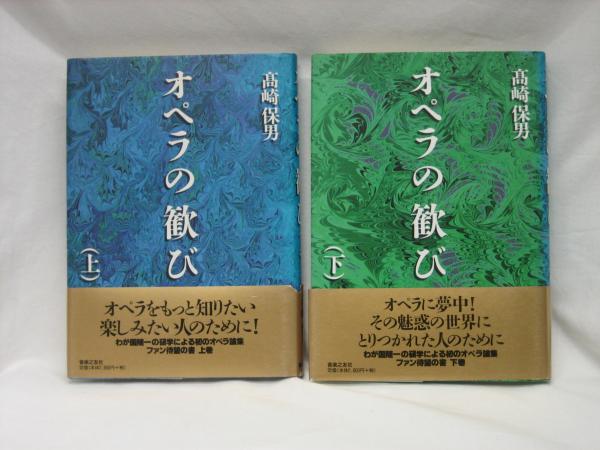 髙崎保男
オペラの歓び
(上)
オペラをもっと知りたい
楽しみたい人のために!
わが国随一の碩学による初のオペラ論集
ファン待望の書 上巻
音楽之友社
髙崎保男
オペラの歓び
(下)
オペラに夢中!
その魅惑の世界に
とりつかれた人のために
わが国随一の碩学による初のオペラ論集
ファン待望の書 下巻
音楽之友社